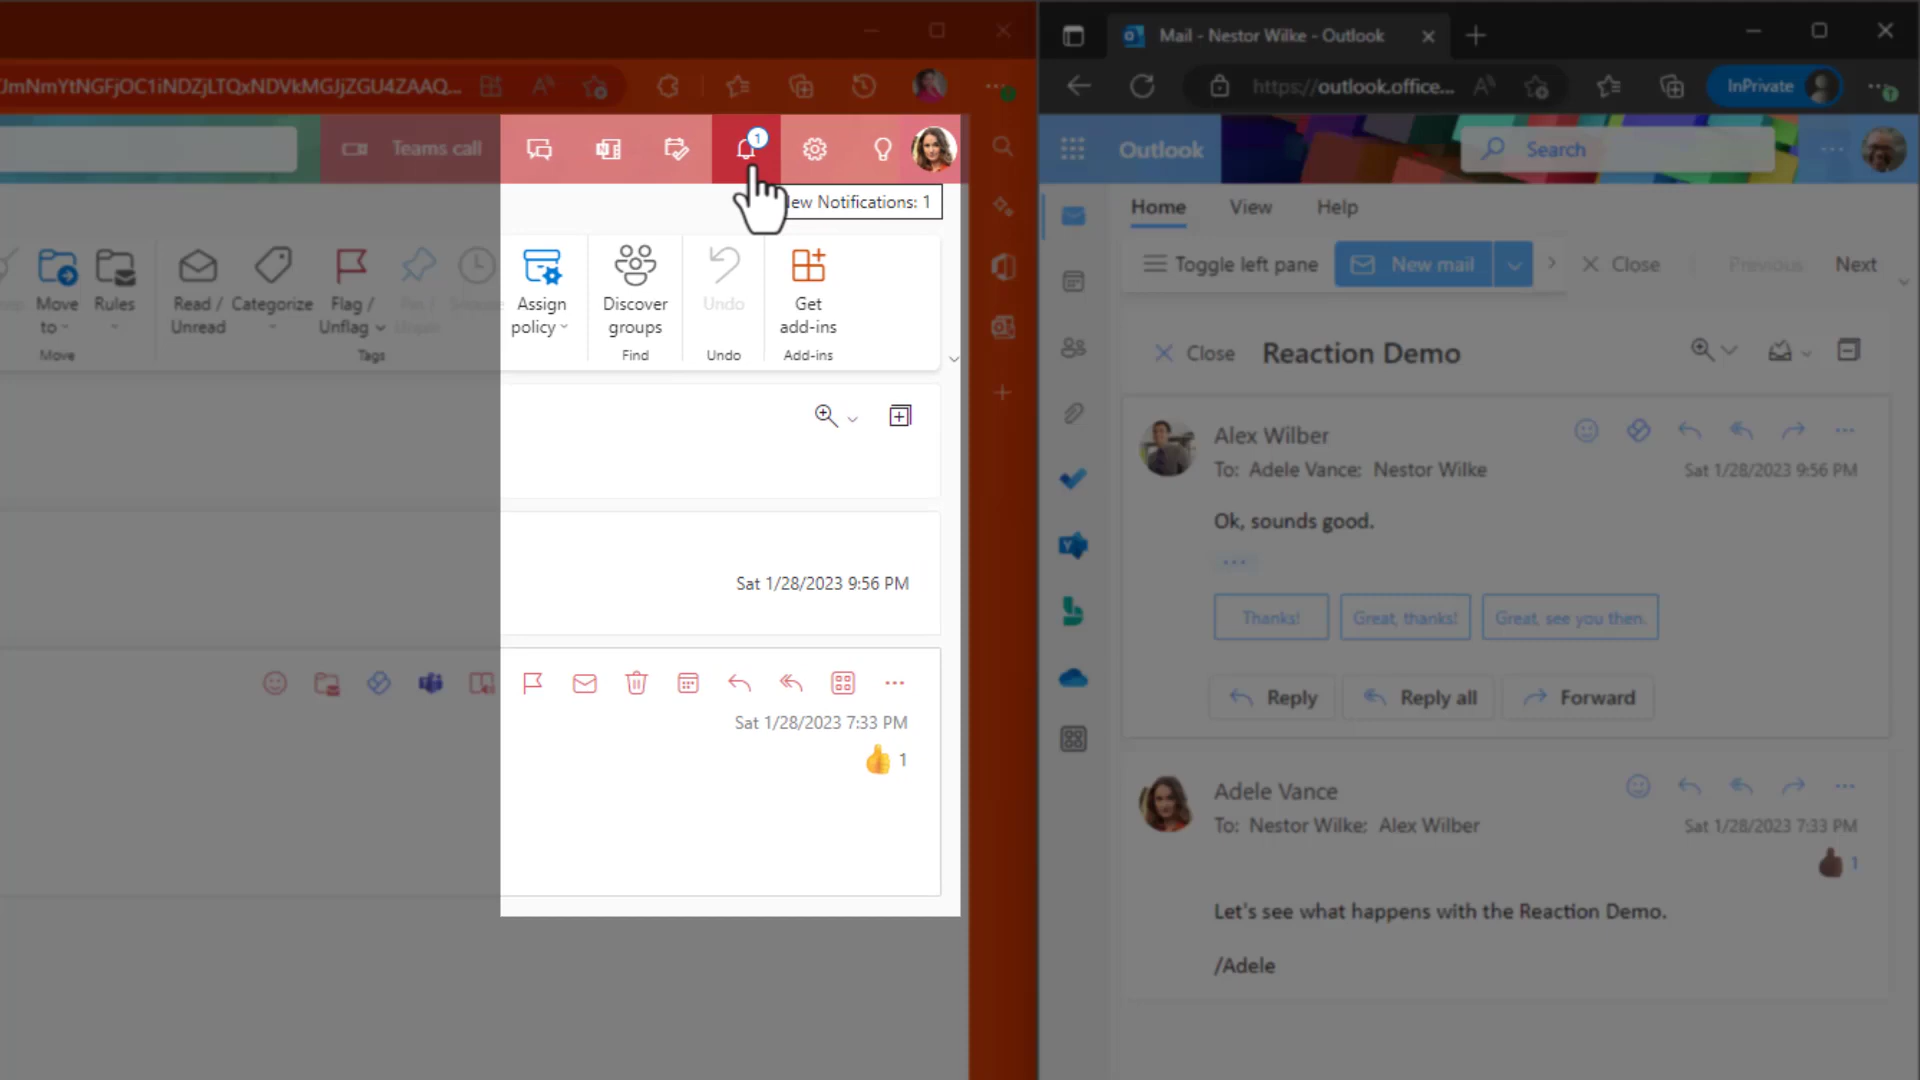 JmNmYtNGFjOC1iNDZjLTQxNDVkMGJjZGU4ZAAQ...
Teams call
1
New Notifications: 1
Move to
Rules
Move
Read / Unread
Categorize
Flag / Unflag
Tags
Assign policy
Discover groups
Find
Undo
Undo
Get add-ins
Add-ins
Sat 1/28/2023 9:56 PM
Sat 1/28/2023 7:33 PM
1
Mail - Nestor Wilke - Outlook
https://outlook.office...
InPrivate
Outlook
Search
Home
View
Help
Toggle left pane
New mail
Close
Previous
Next
Close
Reaction Demo
Alex Wilber
To: Adele Vance; Nestor Wilke
Sat 1/28/2023 9:56 PM
Ok, sounds good.
...
Thanks!
Great, thanks!
Great, see you then.
Reply
Reply all
Forward
Adele Vance
To: Nestor Wilke; Alex Wilber
Sat 1/28/2023 7:33 PM
1
Let's see what happens with the Reaction Demo.
/Adele